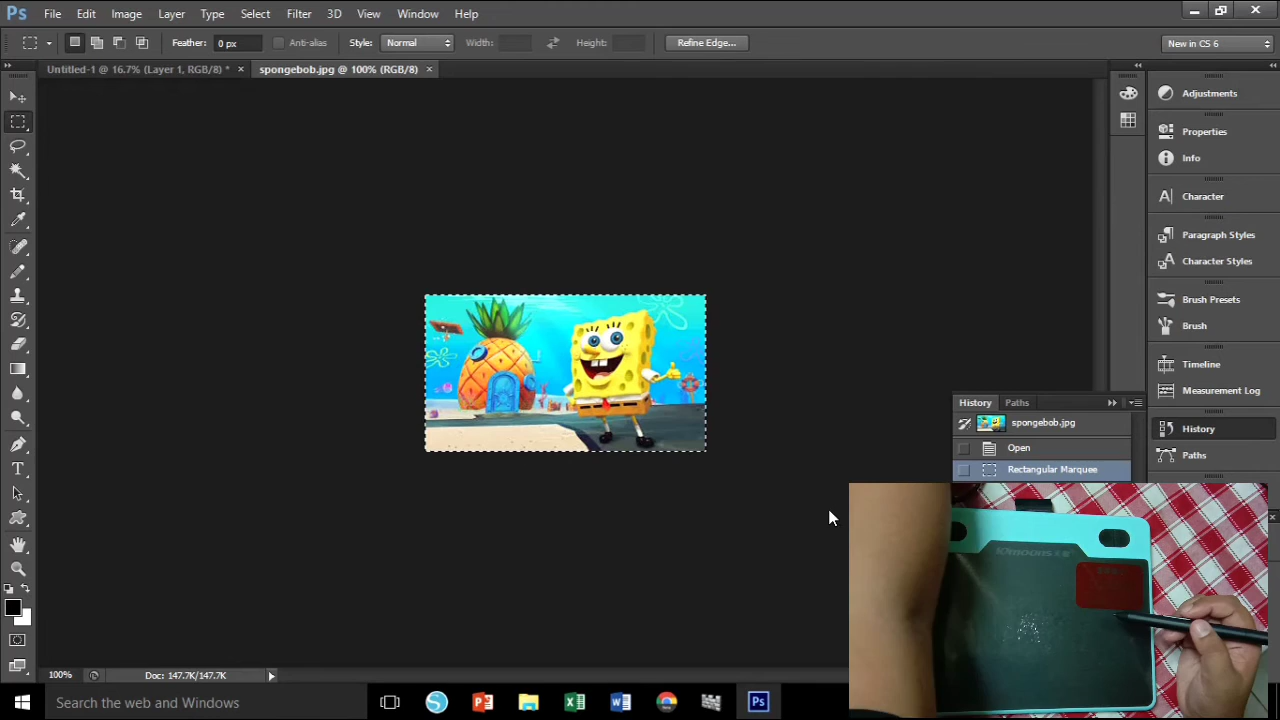 Ps File Edit Image Layer Type Select Filter 3D View Window Help
Feather: 0 px Anti-alias Style: Normal Width: Height: Refine Edge... New in CS 6
Untitled-1 @ 16.7% (Layer 1, RGB/8) * × spongebob.jpg @ 100% (RGB/8) ×
Adjustments
Properties
Info
Character
Paragraph Styles
Character Styles
Brush Presets
Brush
Timeline
Measurement Log
History
Paths
History Paths
spongebob.jpg
Open
Rectangular Marquee
100% Doc: 147.7K/147.7K
Search the web and Windows
Ps